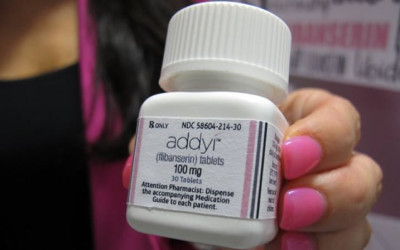 ℞ ONLY NDC 58604-214-30
addyi™
(flibanserin) tablets
100 mg
30 Tablets
Attention Pharmacist: Dispense
the accompanying Medication
Guide to each patient.